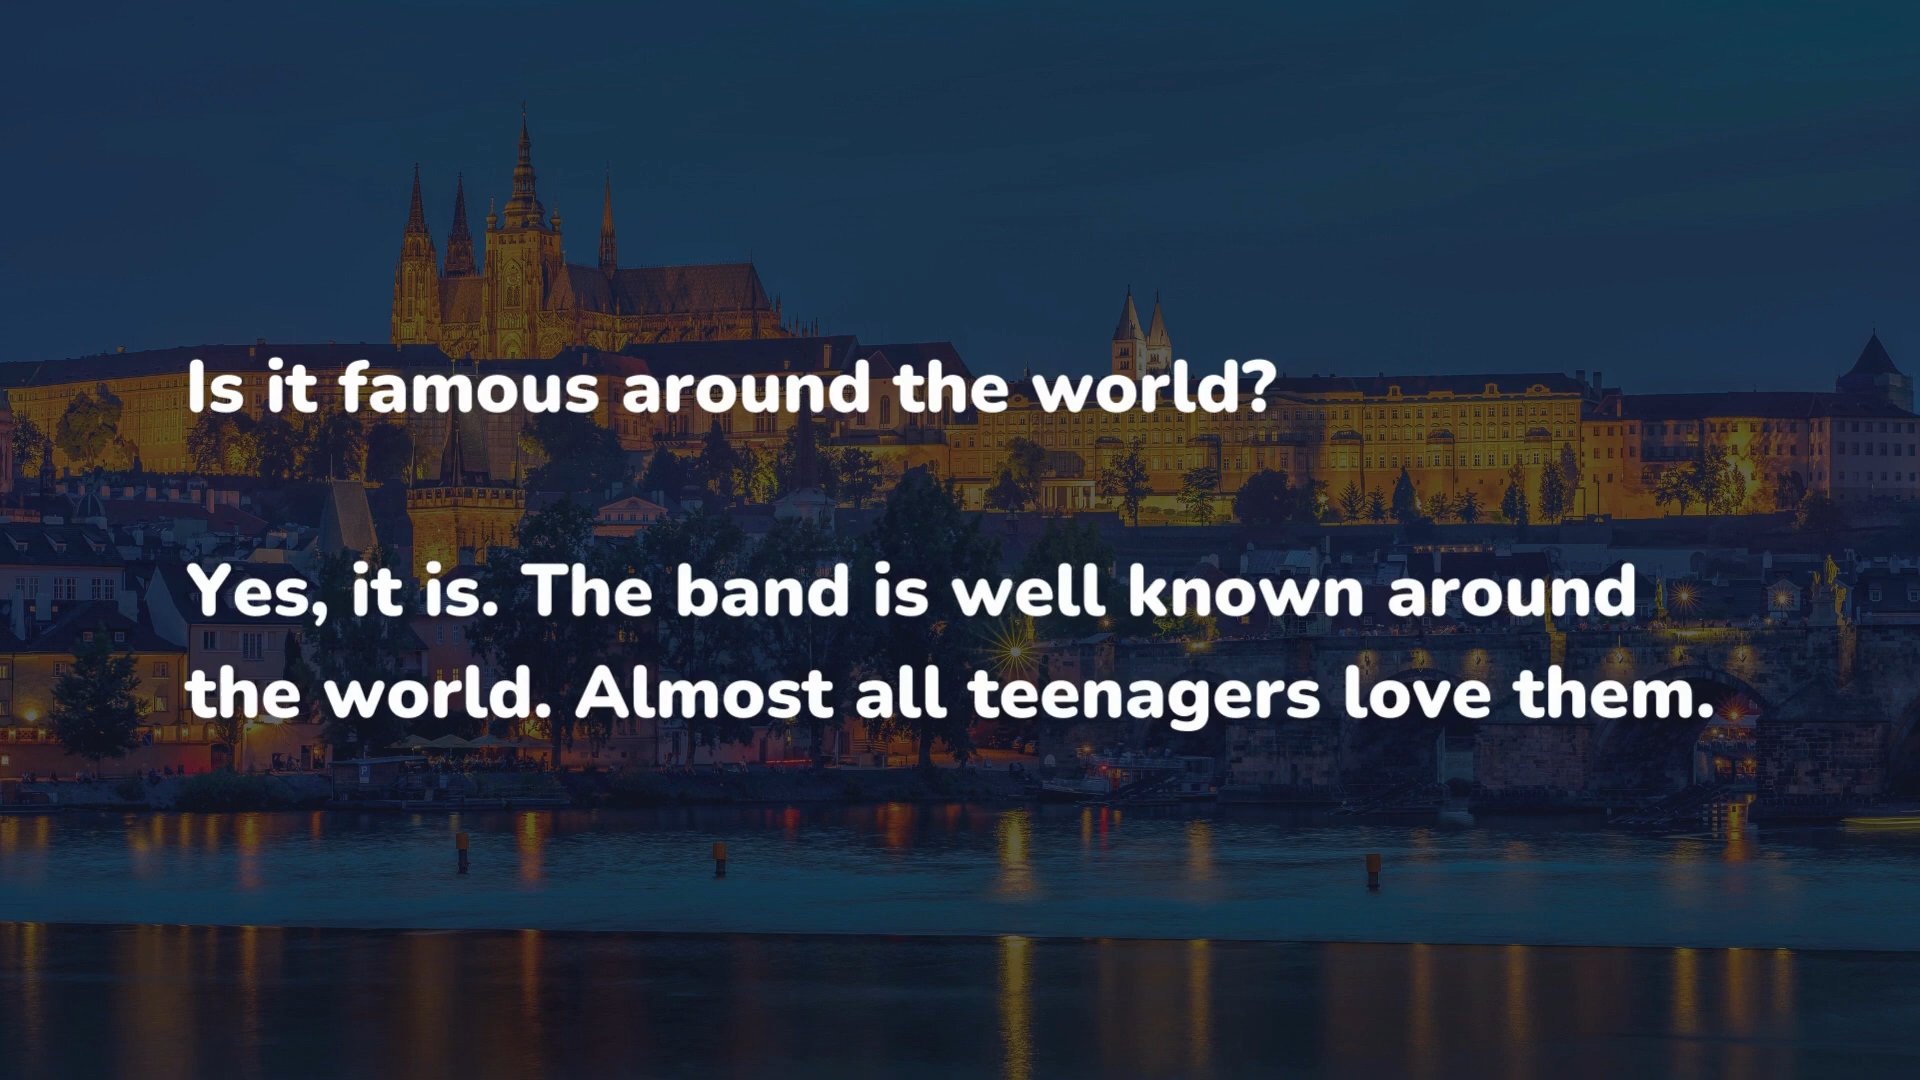 Is it famous around the world?
Yes, it is. The band is well known around
the world. Almost all teenagers love them.